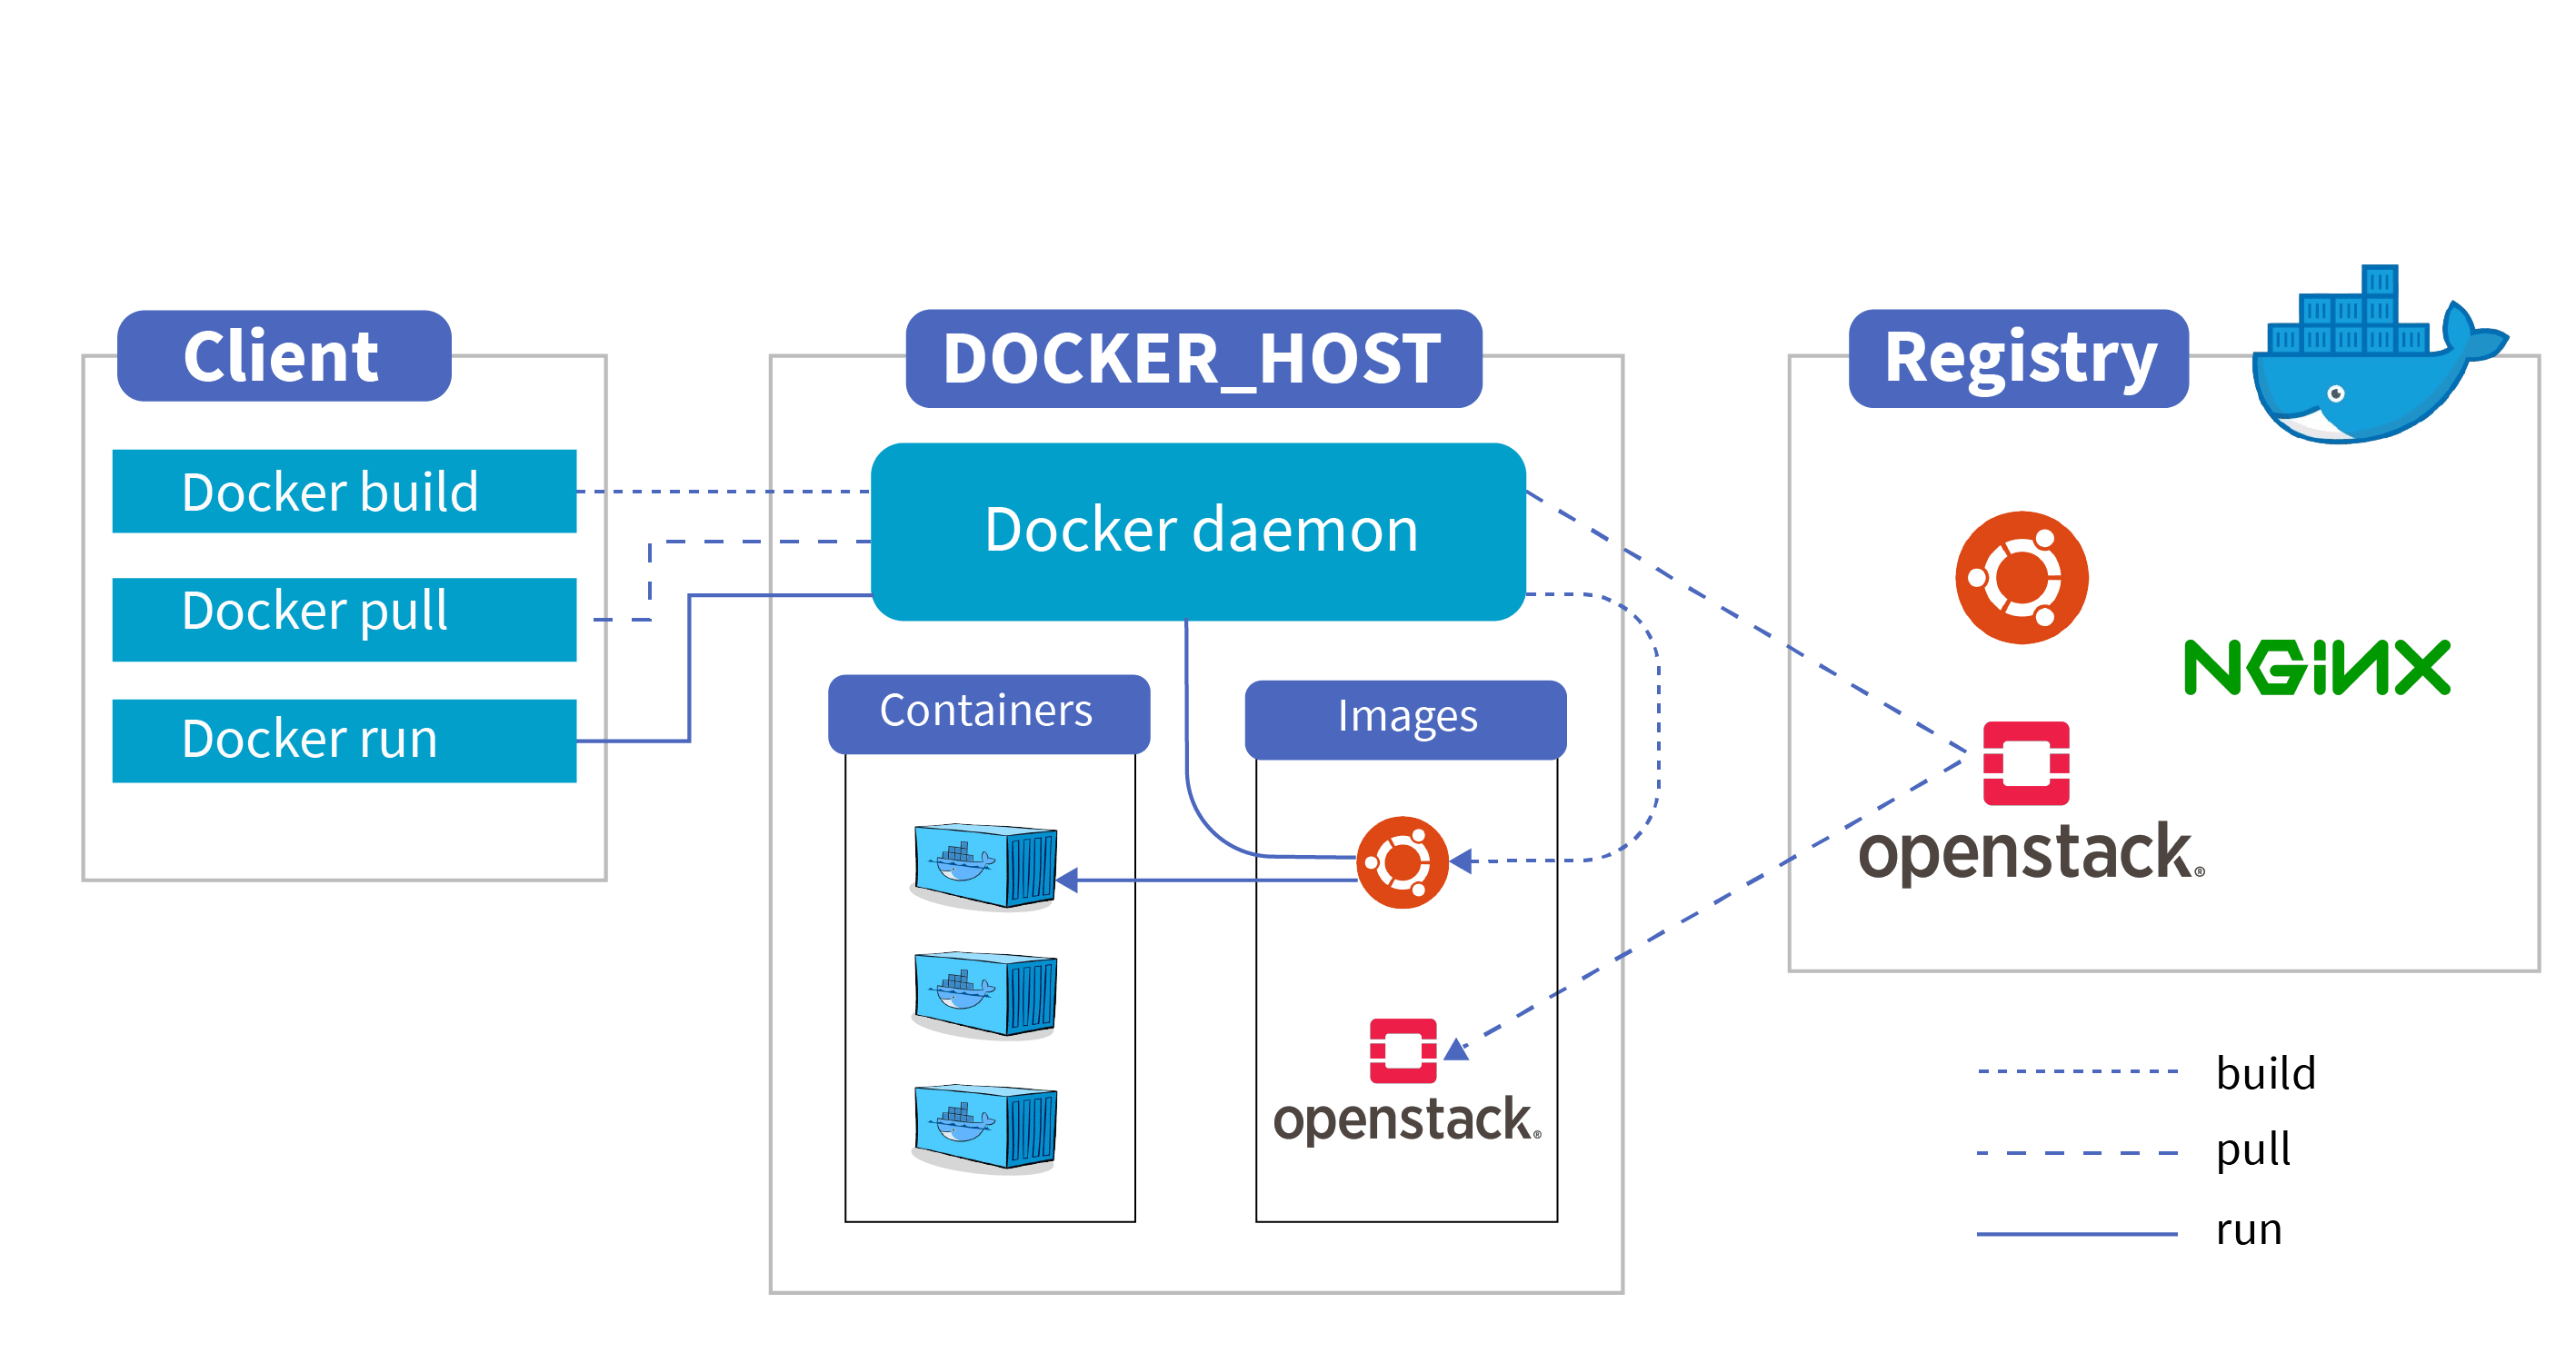 Client
Docker build
Docker pull
Docker run
DOCKER_HOST
Docker daemon
Containers
Images
openstack®
Registry
NGiNX
openstack®
build
pull
run